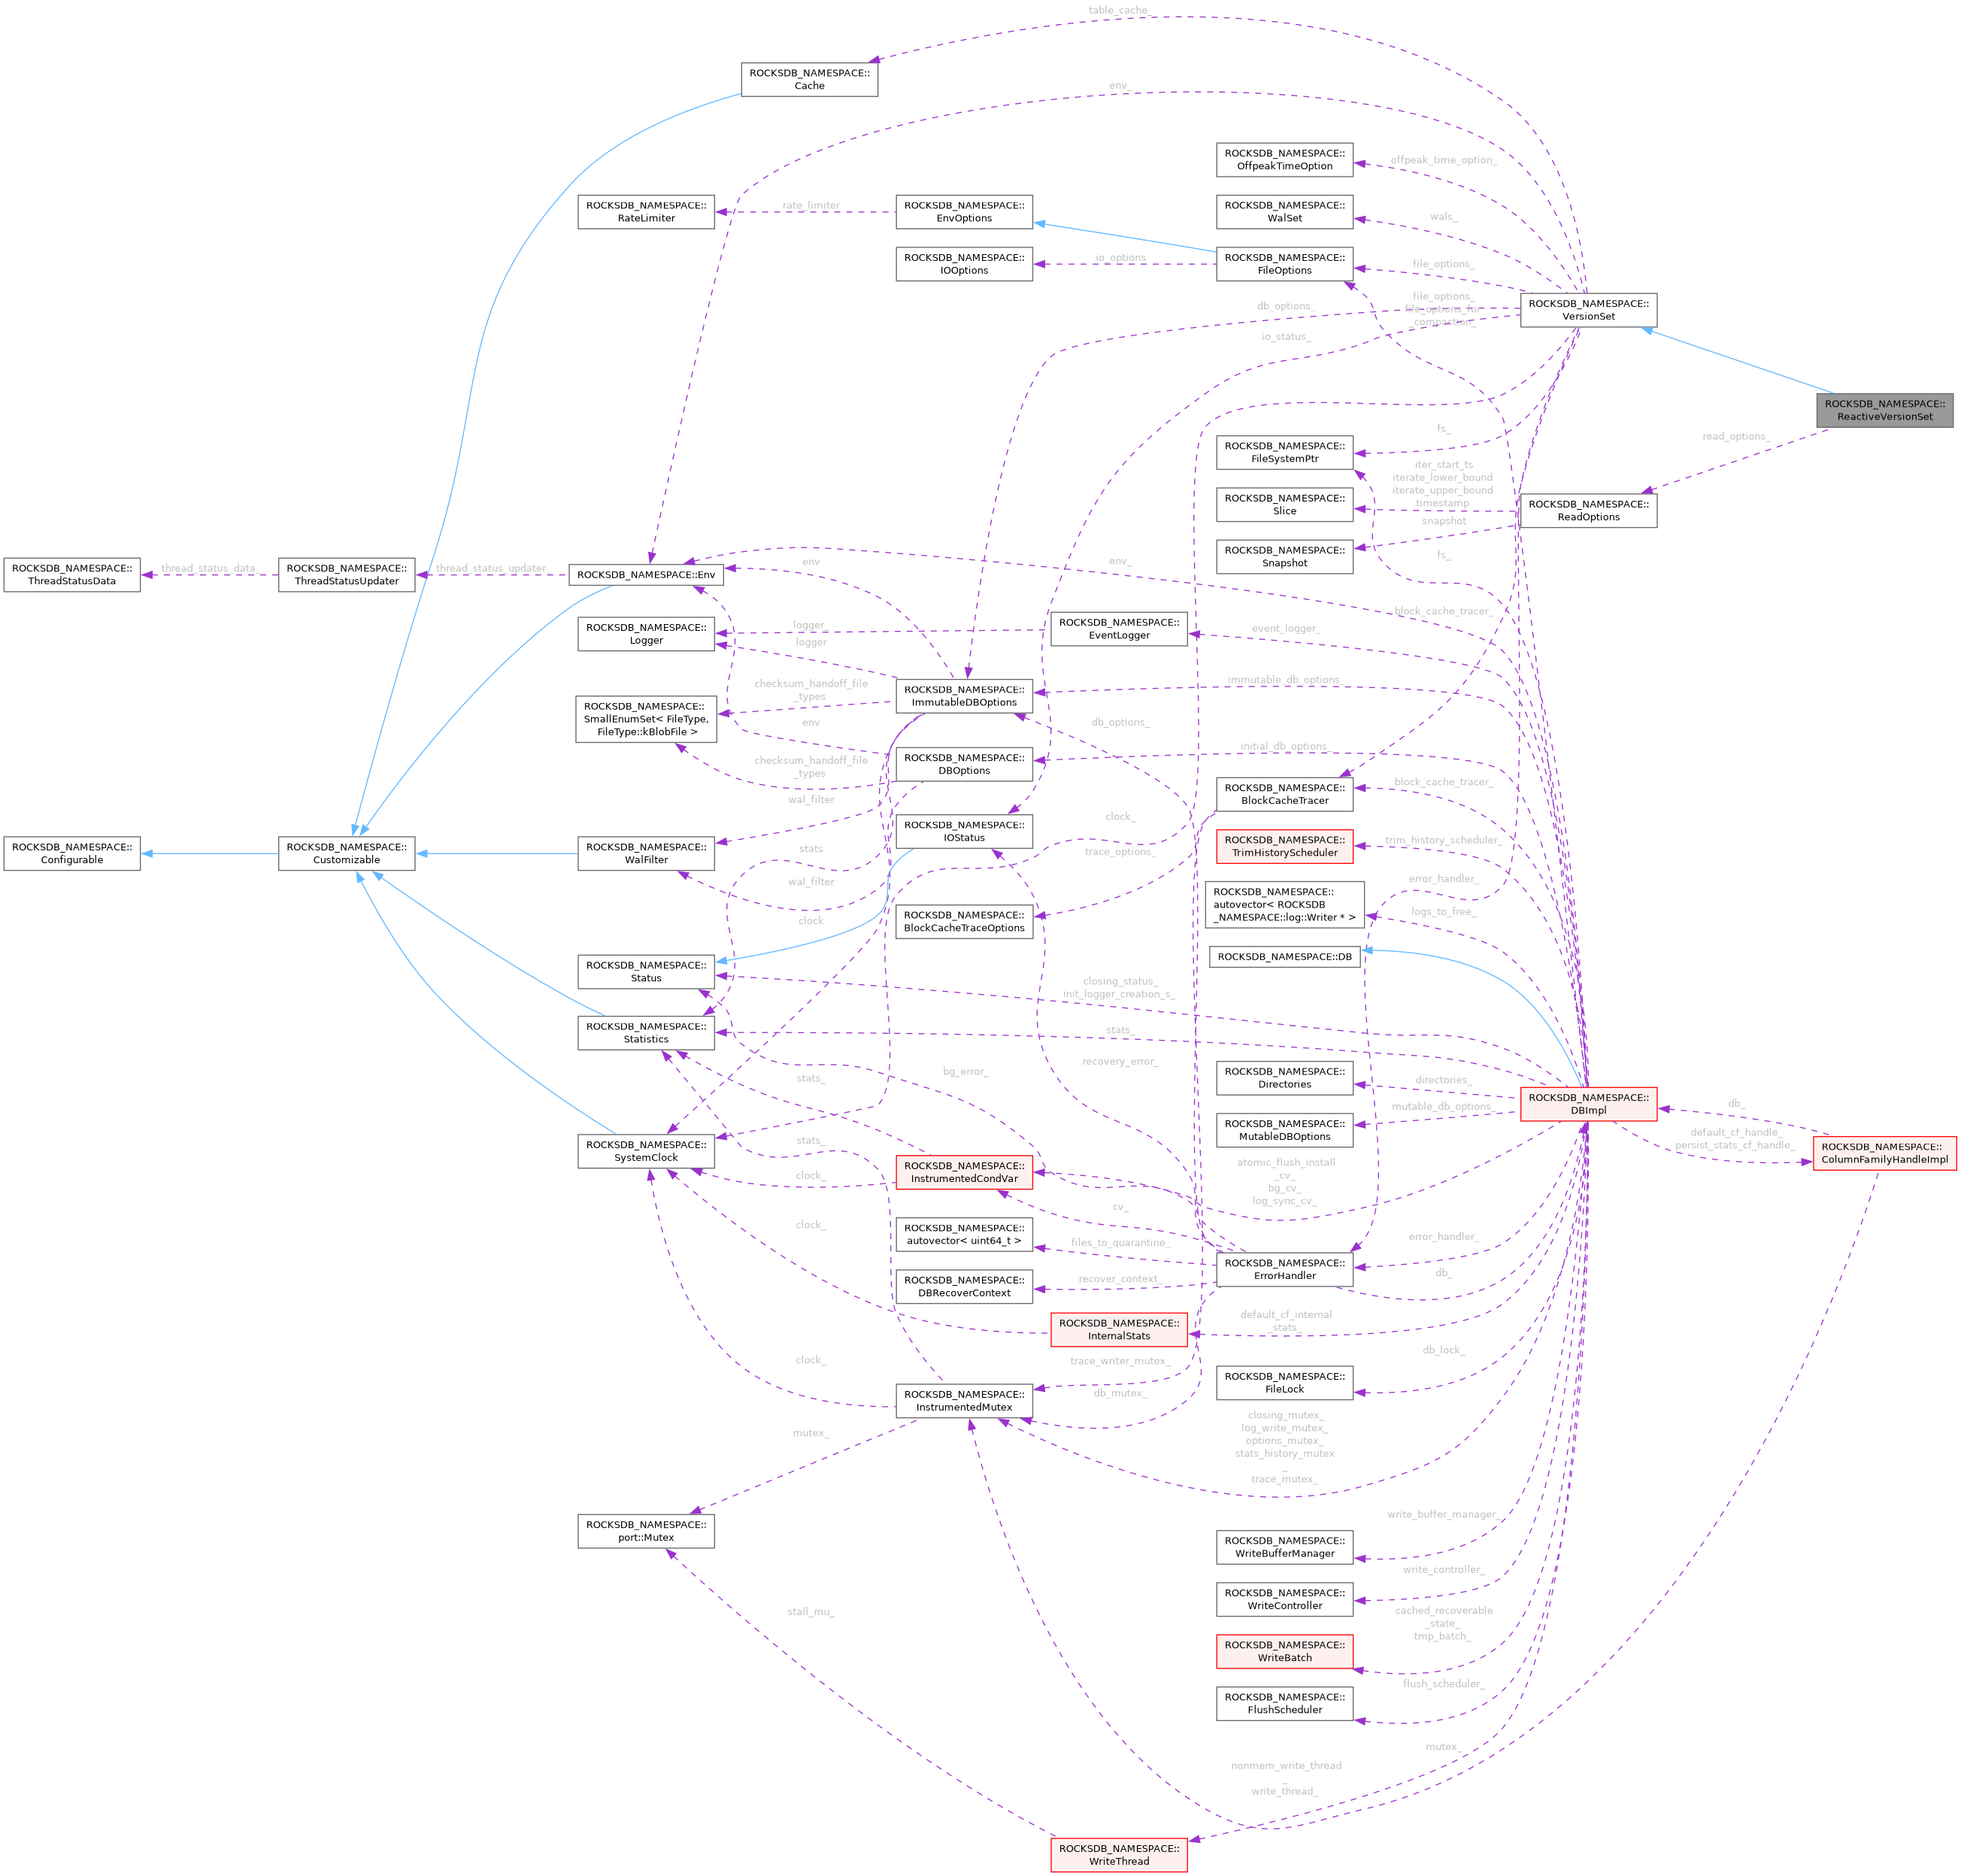 table_cache_
ROCKSDB_NAMESPACE::
Cache
env_
ROCKSDB_NAMESPACE::
OffpeakTimeOption
offpeak_time_option_
ROCKSDB_NAMESPACE::
RateLimiter
rate_limiter
ROCKSDB_NAMESPACE::
EnvOptions
ROCKSDB_NAMESPACE::
WalSet
wals_
ROCKSDB_NAMESPACE::
IOOptions
io_options
ROCKSDB_NAMESPACE::
FileOptions
file_options_
db_options_
file_options_
file_options_for
_compaction_
ROCKSDB_NAMESPACE::
VersionSet
io_status_
ROCKSDB_NAMESPACE::
ReactiveVersionSet
read_options_
ROCKSDB_NAMESPACE::
FileSystemPtr
fs_
iter_start_ts
iterate_lower_bound
iterate_upper_bound
timestamp
ROCKSDB_NAMESPACE::
Slice
ROCKSDB_NAMESPACE::
ReadOptions
snapshot
ROCKSDB_NAMESPACE::
Snapshot
fs_
ROCKSDB_NAMESPACE::
ThreadStatusData
thread_status_data_
ROCKSDB_NAMESPACE::
ThreadStatusUpdater
thread_status_updater_
ROCKSDB_NAMESPACE::Env
env
env_
ROCKSDB_NAMESPACE::
Logger
logger_
logger
ROCKSDB_NAMESPACE::
EventLogger
event_logger_
block_cache_tracer_
ROCKSDB_NAMESPACE::
SmallEnumSet< FileType,
FileType::kBlobFile >
checksum_handoff_file
_types
ROCKSDB_NAMESPACE::
ImmutableDBOptions
immutable_db_options_
env
db_options_
checksum_handoff_file
_types
ROCKSDB_NAMESPACE::
DBOptions
initial_db_options_
wal_filter
ROCKSDB_NAMESPACE::
BlockCacheTracer
block_cache_tracer_
ROCKSDB_NAMESPACE::
IOStatus
clock_
ROCKSDB_NAMESPACE::
Configurable
ROCKSDB_NAMESPACE::
Customizable
ROCKSDB_NAMESPACE::
WalFilter
stats
trace_options_
ROCKSDB_NAMESPACE::
TrimHistoryScheduler
trim_history_scheduler_
wal_filter
error_handler_
ROCKSDB_NAMESPACE::
autovector< ROCKSDB
_NAMESPACE::log::Writer * >
logs_to_free_
clock
ROCKSDB_NAMESPACE::
BlockCacheTraceOptions
ROCKSDB_NAMESPACE::DB
ROCKSDB_NAMESPACE::
Status
closing_status_
init_logger_creation_s_
ROCKSDB_NAMESPACE::
Statistics
stats_
bg_error_
recovery_error_
stats_
ROCKSDB_NAMESPACE::
Directories
directories_
ROCKSDB_NAMESPACE::
DBImpl
db_
ROCKSDB_NAMESPACE::
MutableDBOptions
mutable_db_options_
default_cf_handle_
persist_stats_cf_handle_
ROCKSDB_NAMESPACE::
ColumnFamilyHandleImpl
ROCKSDB_NAMESPACE::
SystemClock
stats_
clock_
ROCKSDB_NAMESPACE::
InstrumentedCondVar
atomic_flush_install
_cv_
bg_cv_
log_sync_cv_
cv_
clock_
ROCKSDB_NAMESPACE::
autovector< uint64_t >
files_to_quarantine_
ROCKSDB_NAMESPACE::
ErrorHandler
error_handler_
db_
ROCKSDB_NAMESPACE::
DBRecoverContext
recover_context_
ROCKSDB_NAMESPACE::
InternalStats
default_cf_internal
_stats_
clock_
trace_writer_mutex_
db_mutex_
ROCKSDB_NAMESPACE::
FileLock
db_lock_
ROCKSDB_NAMESPACE::
InstrumentedMutex
mutex_
closing_mutex_
log_write_mutex_
options_mutex_
stats_history_mutex
_
trace_mutex_
ROCKSDB_NAMESPACE::
port::Mutex
ROCKSDB_NAMESPACE::
WriteBufferManager
write_buffer_manager_
ROCKSDB_NAMESPACE::
WriteController
write_controller_
stall_mu_
cached_recoverable
_state_
tmp_batch_
ROCKSDB_NAMESPACE::
WriteBatch
ROCKSDB_NAMESPACE::
FlushScheduler
flush_scheduler_
mutex_
nonmem_write_thread
_
write_thread_
ROCKSDB_NAMESPACE::
WriteThread